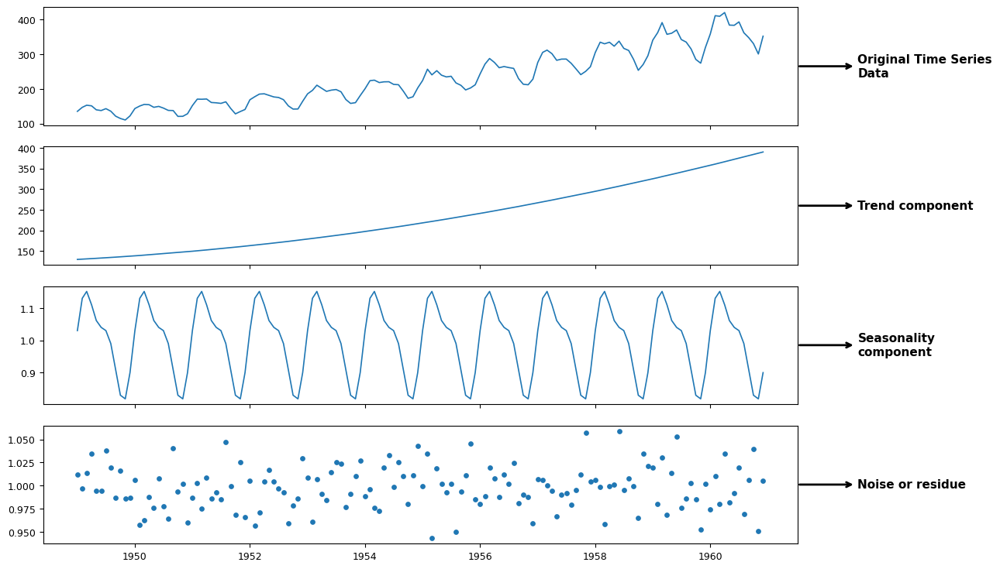 400
300
200
100
Original Time Series
Data
400
350
300
250
200
150
Trend component
1.1
1.0
0.9
Seasonality
component
1.050
1.025
1.000
0.975
0.950
Noise or residue
1950 1952 1954 1956 1958 1960